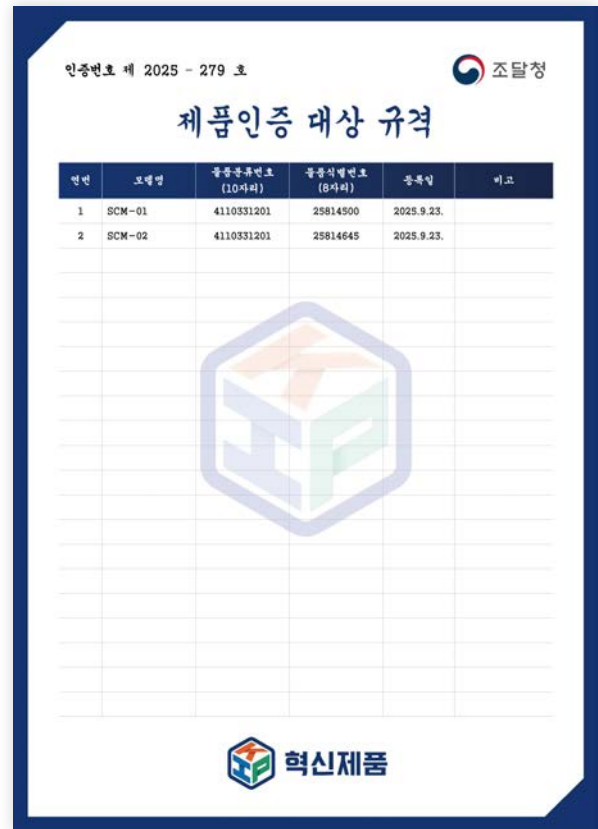 인증번호 제 2025 - 279 호
조달청
제품인증 대상 규격
연번 모델명 물품분류번호 (10자리) 물품식별번호 (8자리) 등록일 비고
1 SCM-01 4110331201 25814500 2025.9.23.
2 SCM-02 4110331201 25814645 2025.9.23.
혁신제품